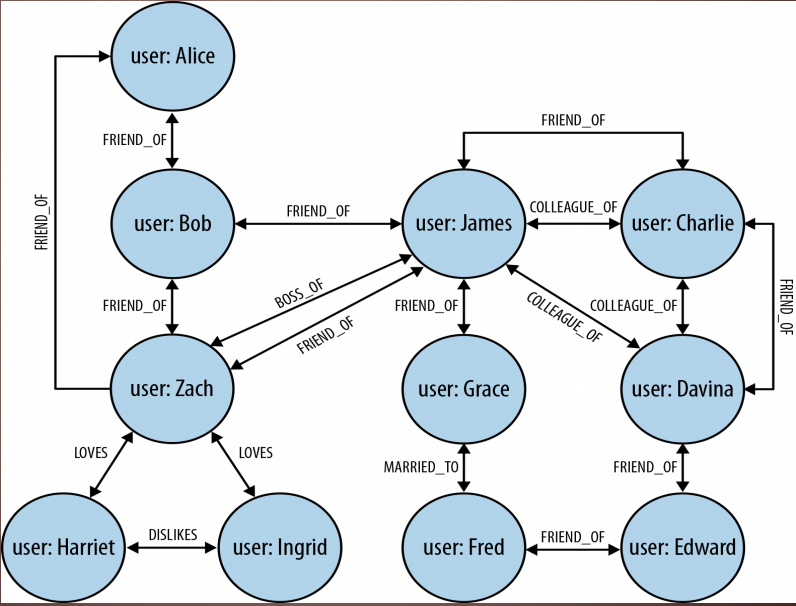 user: Alice
FRIEND_OF
FRIEND_OF
FRIEND_OF
user: Bob
FRIEND_OF
user: James
COLLEAGUE_OF
user: Charlie
FRIEND_OF
BOSS_OF
FRIEND_OF
FRIEND_OF
COLLEAGUE_OF
COLLEAGUE_OF
FRIEND_OF
user: Zach
user: Grace
user: Davina
LOVES
LOVES
MARRIED_TO
FRIEND_OF
user: Harriet
DISLIKES
user: Ingrid
user: Fred
FRIEND_OF
user: Edward